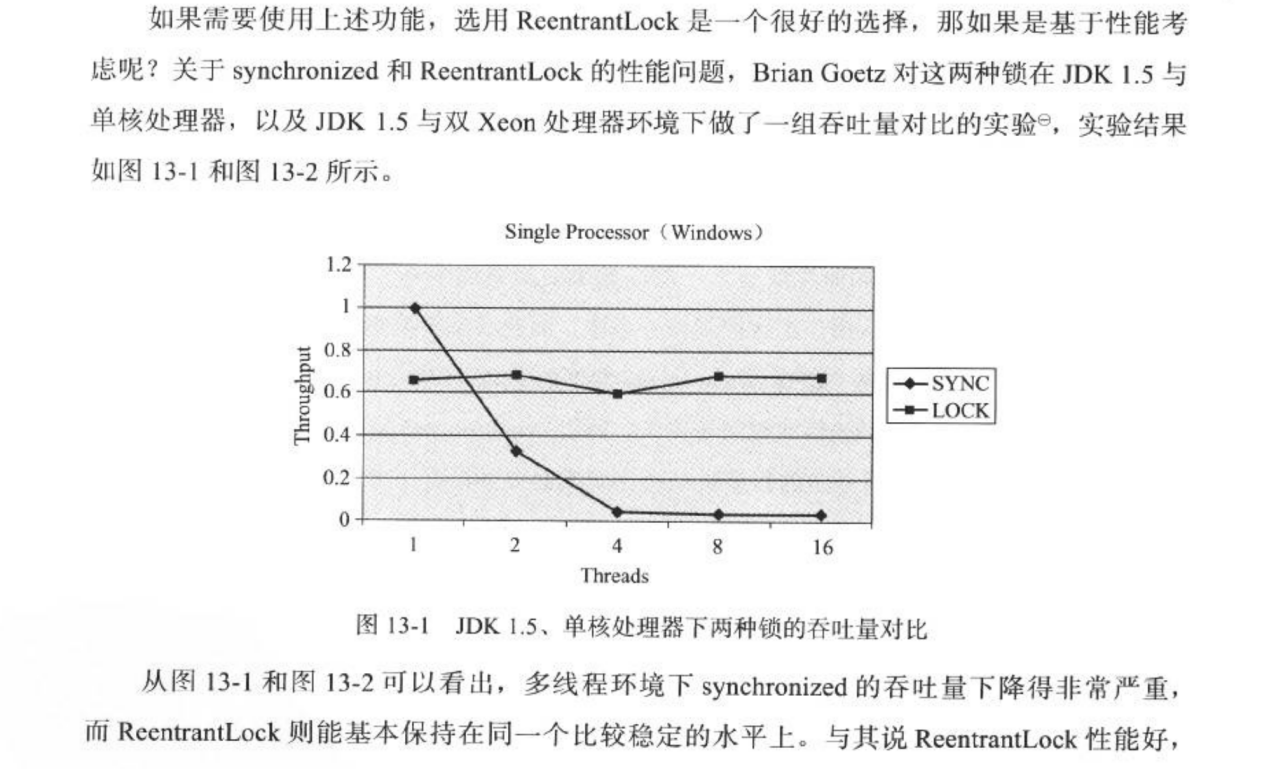 如果需要使用上述功能，选用 ReentrantLock 是一个很好的选择，那如果是基于性能考
虑呢？关于 synchronized 和 ReentrantLock 的性能问题，Brian Goetz 对这两种锁在 JDK 1.5 与
单核处理器，以及 JDK 1.5 与双 Xeon 处理器环境下做了一组吞吐量对比的实验㊀，实验结果
如图 13-1 和图 13-2 所示。
Single Processor（Windows）
1.2
1
0.8
0.6
0.4
0.2
0
Throughput
SYNC
LOCK
1 2 4 8 16
Threads
图 13-1 JDK 1.5、单核处理器下两种锁的吞吐量对比
从图 13-1 和图 13-2 可以看出，多线程环境下 synchronized 的吞吐量下降得非常严重，
而 ReentrantLock 则能基本保持在同一个比较稳定的水平上。与其说 ReentrantLock 性能好，